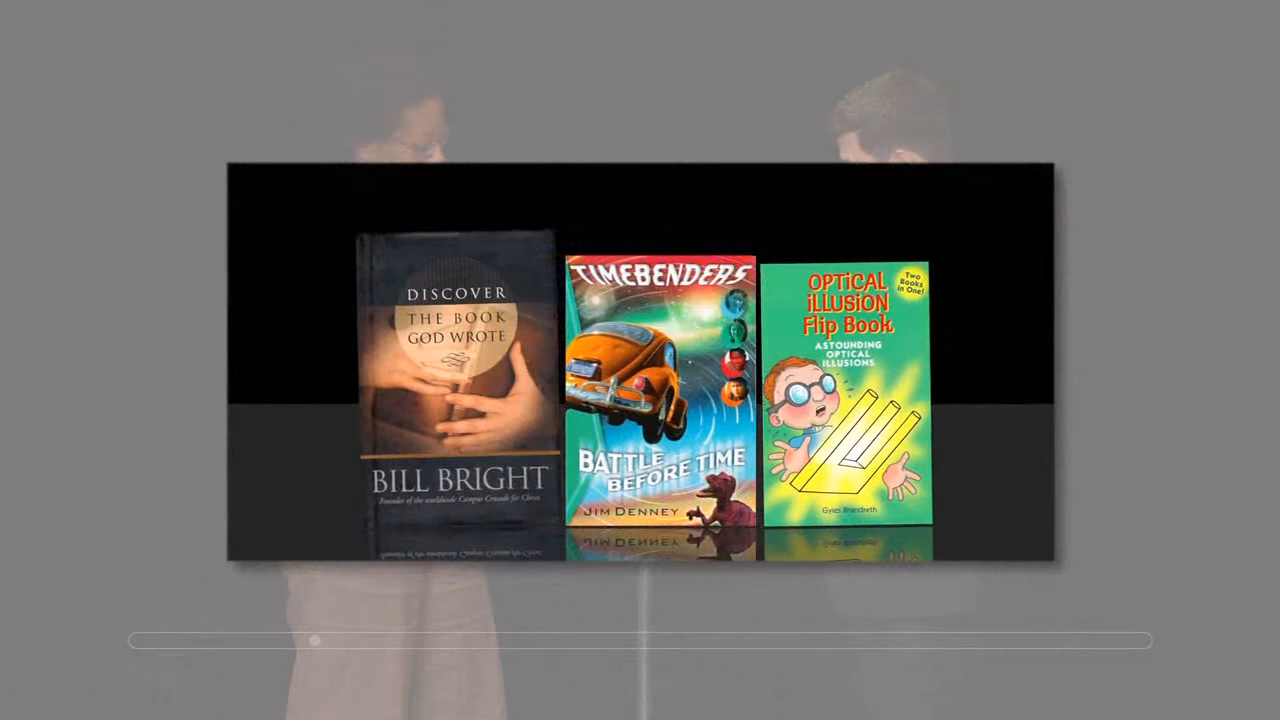 DISCOVER
THE BOOK
GOD WROTE
BILL BRIGHT
Founder of the worldwide Campus Crusade for Christ
TIMEBENDERS
BATTLE
BEFORE TIME
JIM DENNEY
OPTiCAL
iLLUSiON
Flip Book
Two
Books
in One!
ASTOUNDING
OPTICAL
ILLUSIONS
Gyles Brandreth